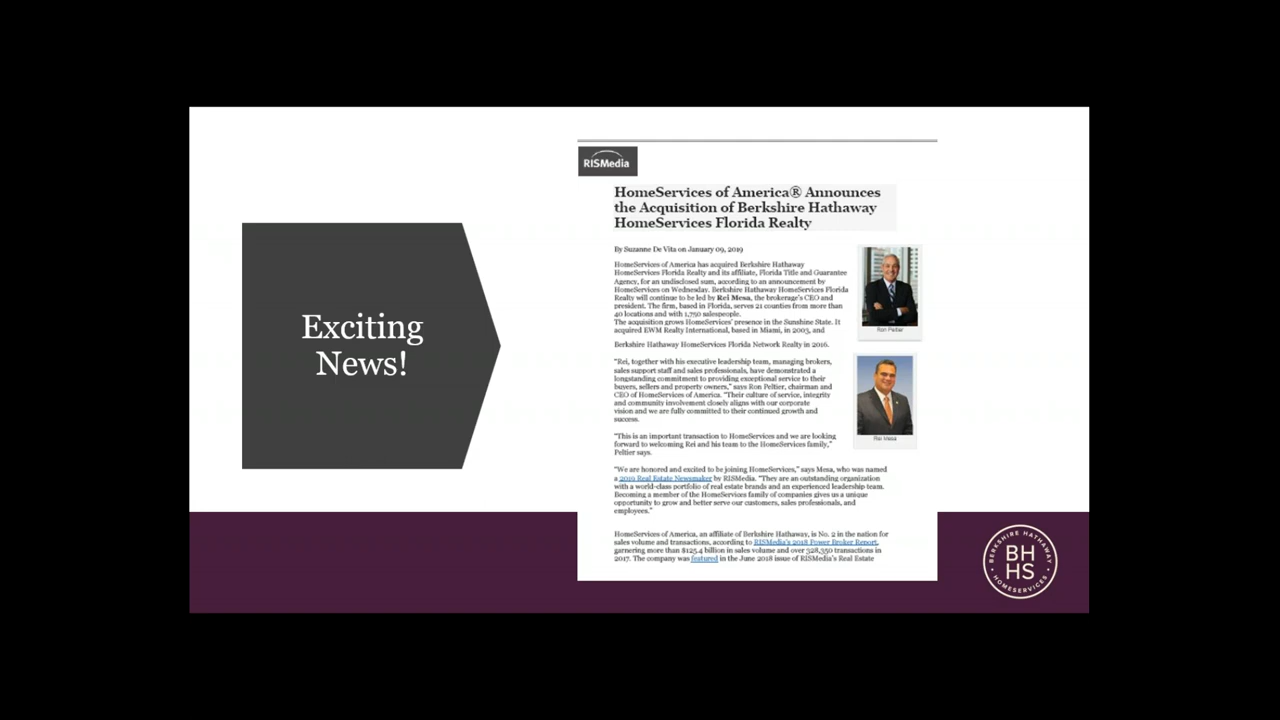 Exciting
News!
RISMedia
HomeServices of America® Announces
the Acquisition of Berkshire Hathaway
HomeServices Florida Realty
By Suzanne De Vita on January 09, 2019
HomeServices of America has acquired Berkshire Hathaway
HomeServices Florida Realty and its affiliate, Florida Title and Guarantee
Agency, for an undisclosed sum, according to an announcement by
HomeServices on Wednesday. Berkshire Hathaway HomeServices Florida
Realty will continue to be led by Rei Mesa, the brokerage's CEO and
president. The firm, based in Florida, serves 21 counties from more than
40 locations and with 1,750 salespeople.
The acquisition grows HomeServices' presence in the Sunshine State. It
acquired EWM Realty International, based in Miami, in 2003, and
Berkshire Hathaway HomeServices Florida Network Realty in 2016.
"Rei, together with his executive leadership team, managing brokers,
sales support staff and sales professionals, have demonstrated a
longstanding commitment to providing exceptional service to their
buyers, sellers and property owners," says Ron Peltier, chairman and
CEO of HomeServices of America. "Their culture of service, integrity
and community involvement closely aligns with our corporate
vision and we are fully committed to their continued growth and
success.
"This is an important transaction to HomeServices and we are looking
forward to welcoming Rei and his team to the HomeServices family,"
Peltier says.
"We are honored and excited to be joining HomeServices," says Mesa, who was named
a 2019 Real Estate Newsmaker by RISMedia. "They are an outstanding organization
with a world-class portfolio of real estate brands and an experienced leadership team.
Becoming a member of the HomeServices family of companies gives us a unique
opportunity to grow and better serve our customers, sales professionals, and
employees."
HomeServices of America, an affiliate of Berkshire Hathaway, is No. 2 in the nation for
sales volume and transactions, according to RISMedia's 2018 Power Broker Report,
garnering more than $125.4 billion in sales volume and over 328,350 transactions in
2017. The company was featured in the June 2018 issue of RISMedia's Real Estate
Ron Peltier
Rei Mesa
BERKSHIRE HATHAWAY
BH
HS
HOMESERVICES